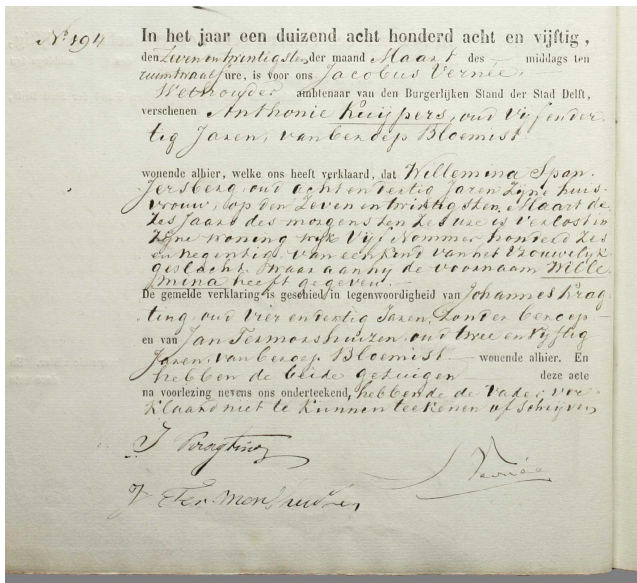 No 194
In het jaar een duizend acht honderd acht en vijftig,
den Zeven en twintigsten der maand Maart des — middags ten
ure, is voor ons Jacobus Vernée,
Wethouder ambtenaar van den Burgerlijken Stand der Stad Delft,
verschenen Anthonie Kuijpers, oud Vijf en der
tig Jaren, van beroep Bloemist
wonende alhier, welke ons heeft verklaard, dat Willemina Span
jersberg, oud acht en dertig Jaren Zijne huis
vrouw, op den Zeven en twintigsten Maart de
Zes Jaars des morgens ten Zes ure is verlost in
Zijne woning wijk Vijf Nommer honderd Zes
en Negentig, van een kind van het Vrouwelijk
geslacht, waar aan hij de voornaam Wille
mina heeft gegeven.—
De gemelde verklaring is geschied in tegenwoordigheid van Johannes Krag
ting, oud Vier en dertig Jaren, Zonder beroep
en van Jan Termorshuizen, oud twee en Vijftig
Jaren, van beroep Bloemist — wonende alhier. En
hebben de beide getuigen deze acte
na voorlezing nevens ons onderteekend, hebbende de Vader ver
klaard niet te kunnen teekenen of Schrijven
J Kragting
Vernée
J Ter Morshuizen